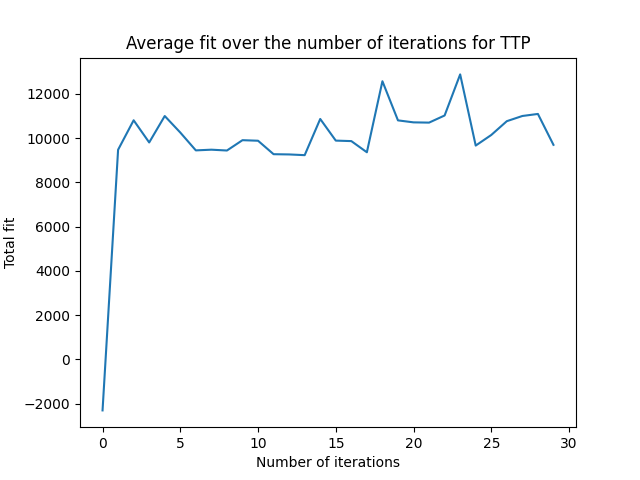 Average fit over the number of iterations for TTP
12000
10000
8000
6000
4000
2000
0
−2000
Total fit
0 5 10 15 20 25 30
Number of iterations